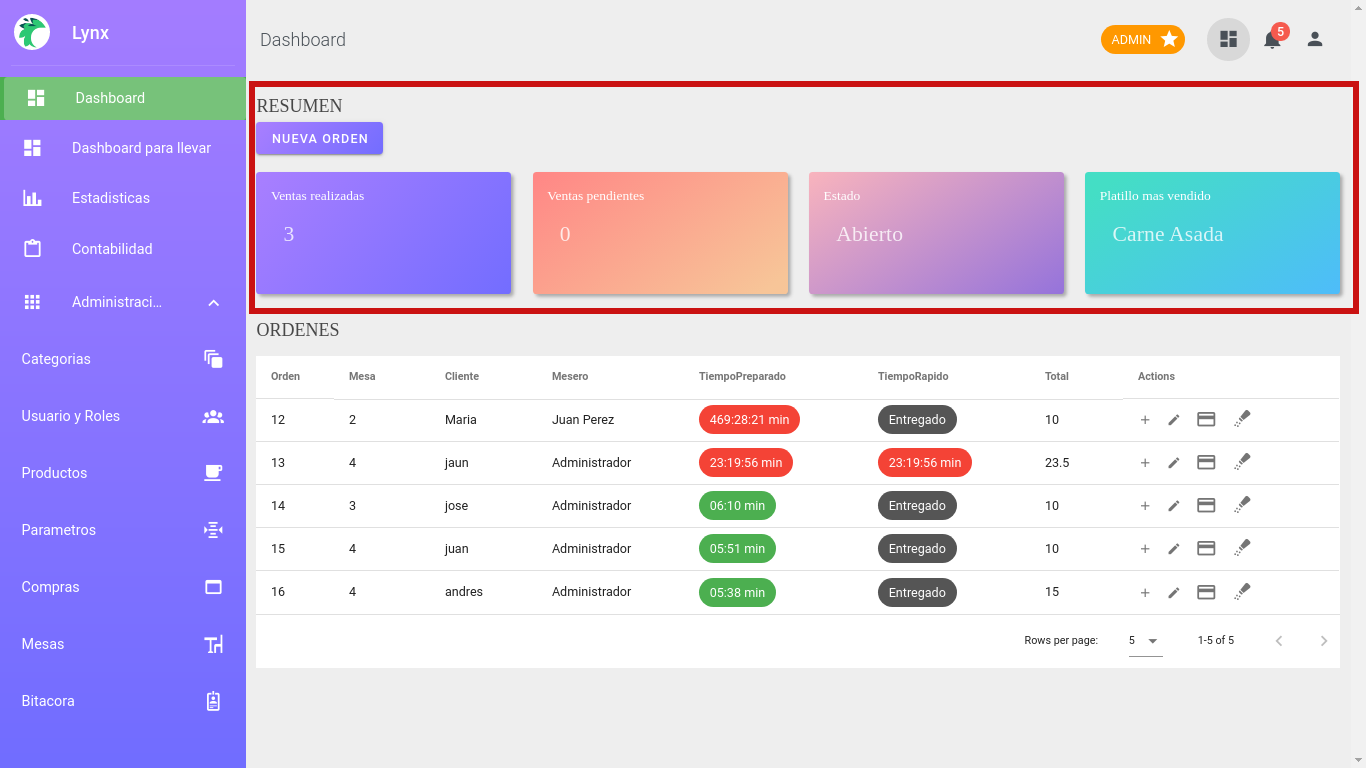 Lynx
Dashboard
Dashboard para llevar
Estadisticas
Contabilidad
Administraci...
Categorias
Usuario y Roles
Productos
Parametros
Compras
Mesas
Bitacora
Dashboard
ADMIN
5
RESUMEN
NUEVA ORDEN
Ventas realizadas
3
Ventas pendientes
0
Estado
Abierto
Platillo mas vendido
Carne Asada
ORDENES
Orden Mesa Cliente Mesero TiempoPreparado TiempoRapido Total Actions
12 2 Maria Juan Perez 469:28:21 min Entregado 10
13 4 jaun Administrador 23:19:56 min 23:19:56 min 23.5
14 3 jose Administrador 06:10 min Entregado 10
15 4 juan Administrador 05:51 min Entregado 10
16 4 andres Administrador 05:38 min Entregado 15
Rows per page: 5 1-5 of 5